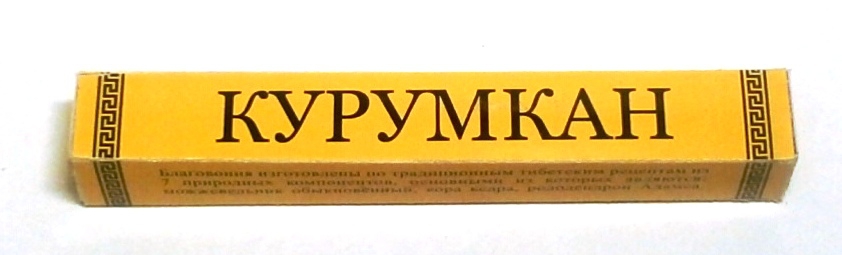 КУРУМКАН
Благовония изготовлены по традиционным тибетским рецептам из
7 природных компонентов, основными из которых являются:
можжевельник обыкновенный, кора кедра, рододендрон Адамса.